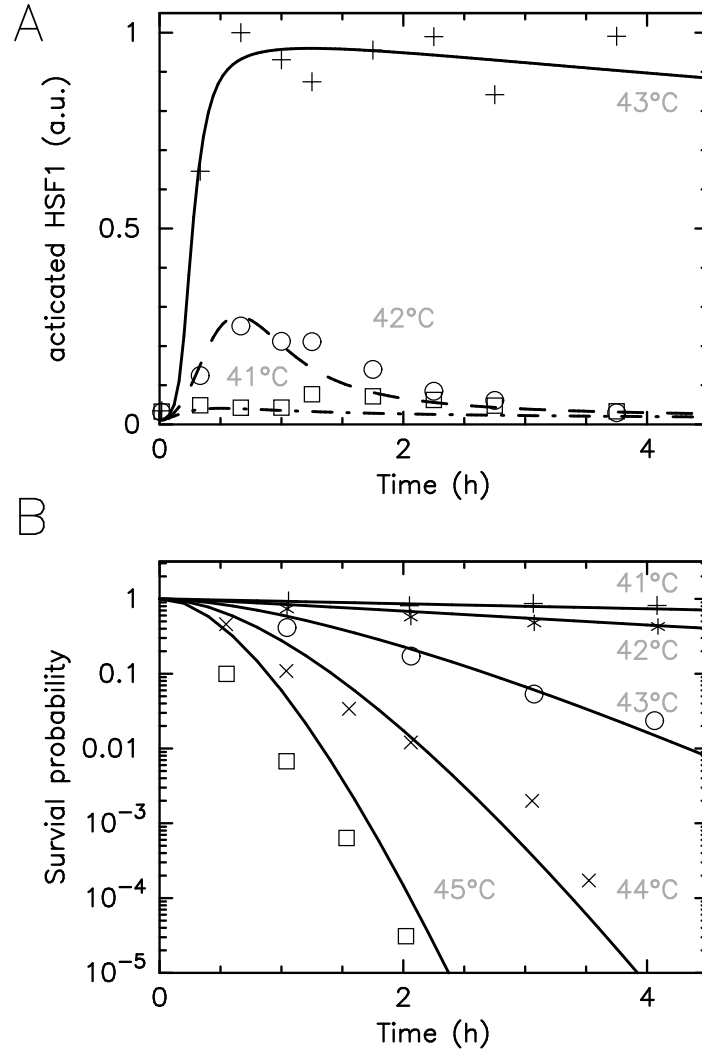 A
acticated HSF1 (a.u.)
1
0.5
0
43°C
42°C
41°C
0 2 4
Time (h)
B
Survial probability
1
0.1
0.01
10⁻³
10⁻⁴
10⁻⁵
41°C
42°C
43°C
45°C 44°C
0 2 4
Time (h)